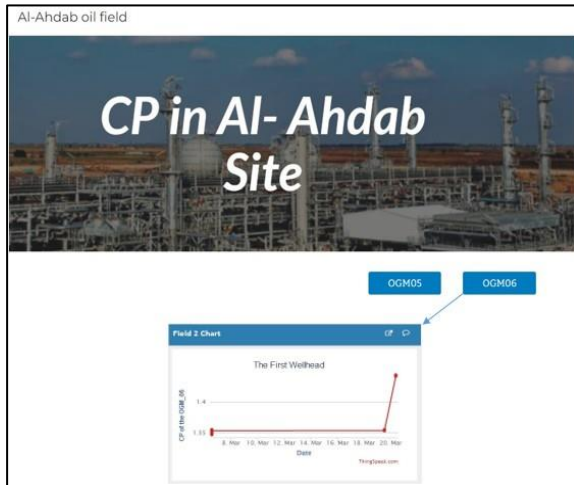 Al-Ahdab oil field
CP in Al- Ahdab
Site
OGM05
OGM06
Field 2 Chart
The First Wellhead
CP of the OGM_06
1.4
1.35
8. Mar 10. Mar 12. Mar 14. Mar 16. Mar 18. Mar 20. Mar
Date
ThingSpeak.com